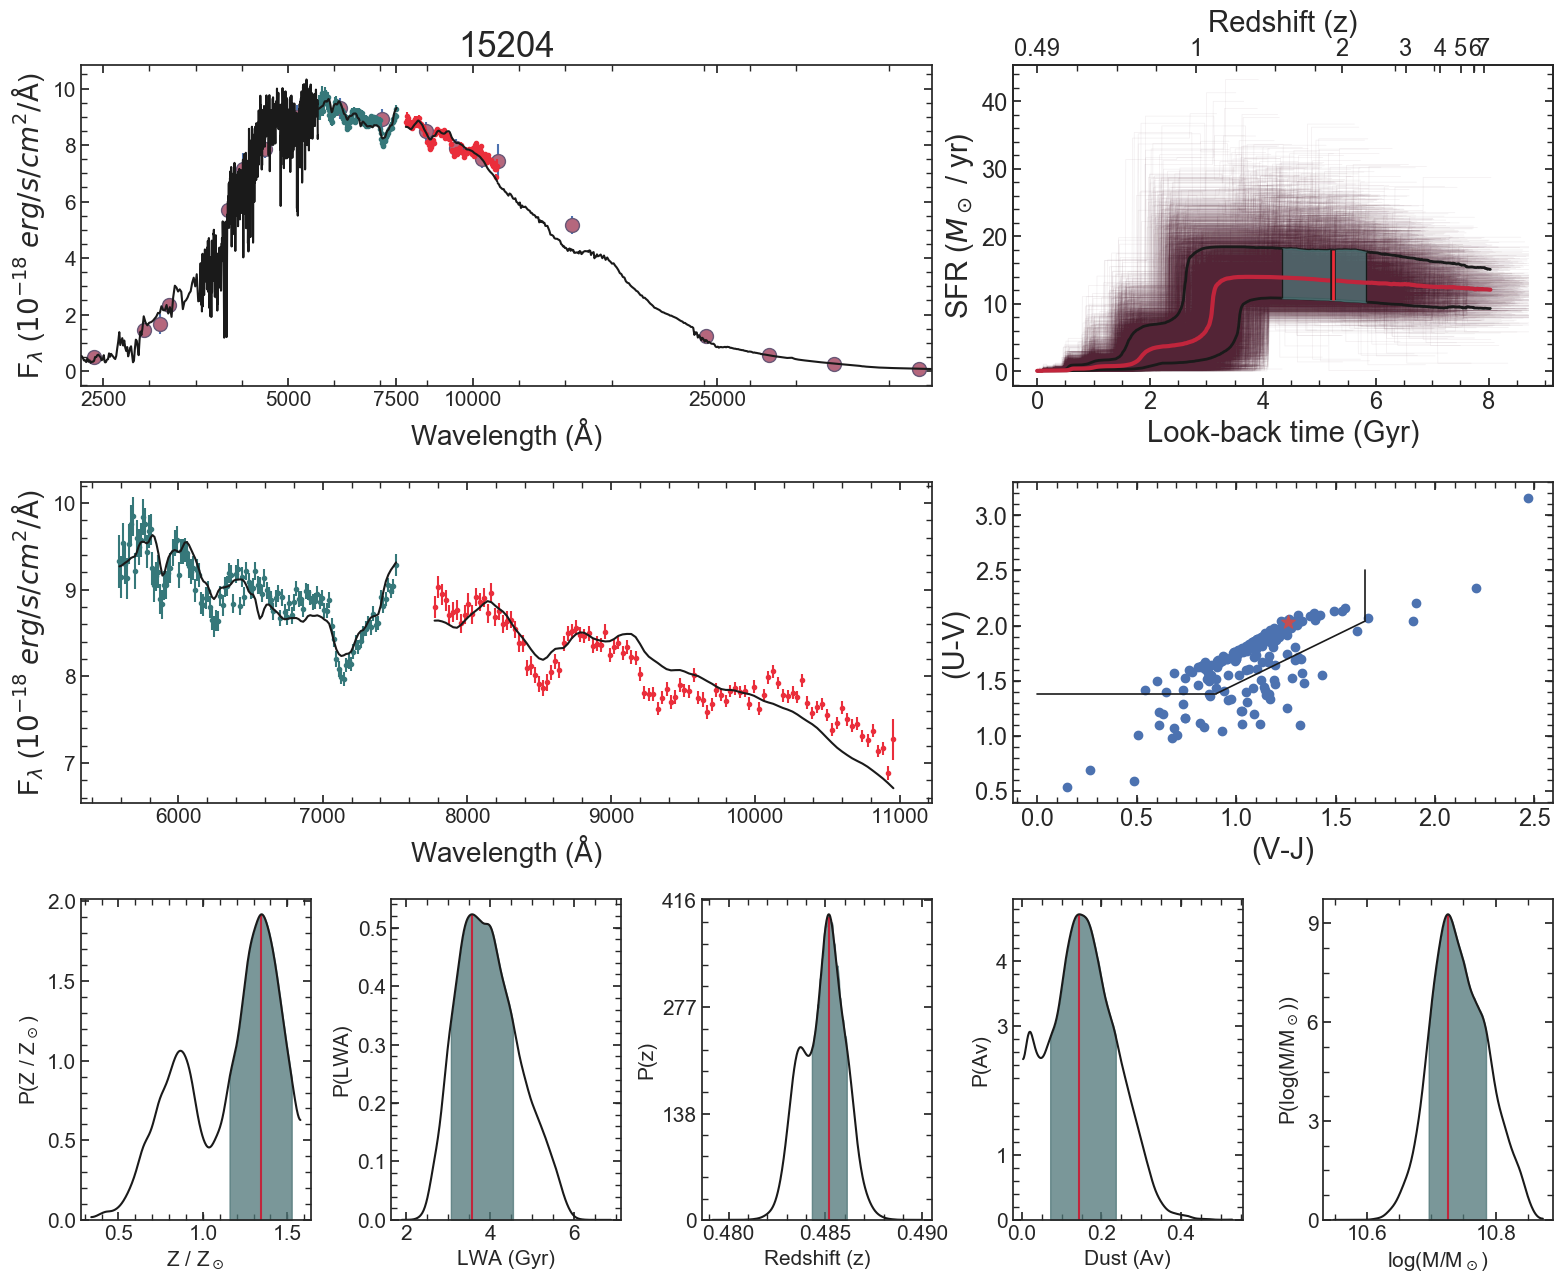 15204
F_λ (10^-18 erg/s/cm^2/Å)
10
8
6
4
2
0
2500 5000 7500 10000 25000
Wavelength (Å)
Redshift (z)
0.49 1 2 3 4 5 6 7
SFR (M_⊙ / yr)
40
30
20
10
0
0 2 4 6 8
Look-back time (Gyr)
F_λ (10^-18 erg/s/cm^2/Å)
10
9
8
7
6000 7000 8000 9000 10000 11000
Wavelength (Å)
(U-V)
3.0
2.5
2.0
1.5
1.0
0.5
0.0 0.5 1.0 1.5 2.0 2.5
(V-J)
P(Z / Z_⊙)
2.0
1.5
1.0
0.5
0.0
0.5 1.0 1.5
Z / Z_⊙
P(LWA)
0.5
0.4
0.3
0.2
0.1
0.0
2 4 6
LWA (Gyr)
P(z)
416
277
138
0
0.480 0.485 0.490
Redshift (z)
P(Av)
4
3
1
0
0.0 0.2 0.4
Dust (Av)
P(log(M/M_⊙))
9
6
3
0
10.6 10.8
log(M/M_⊙)